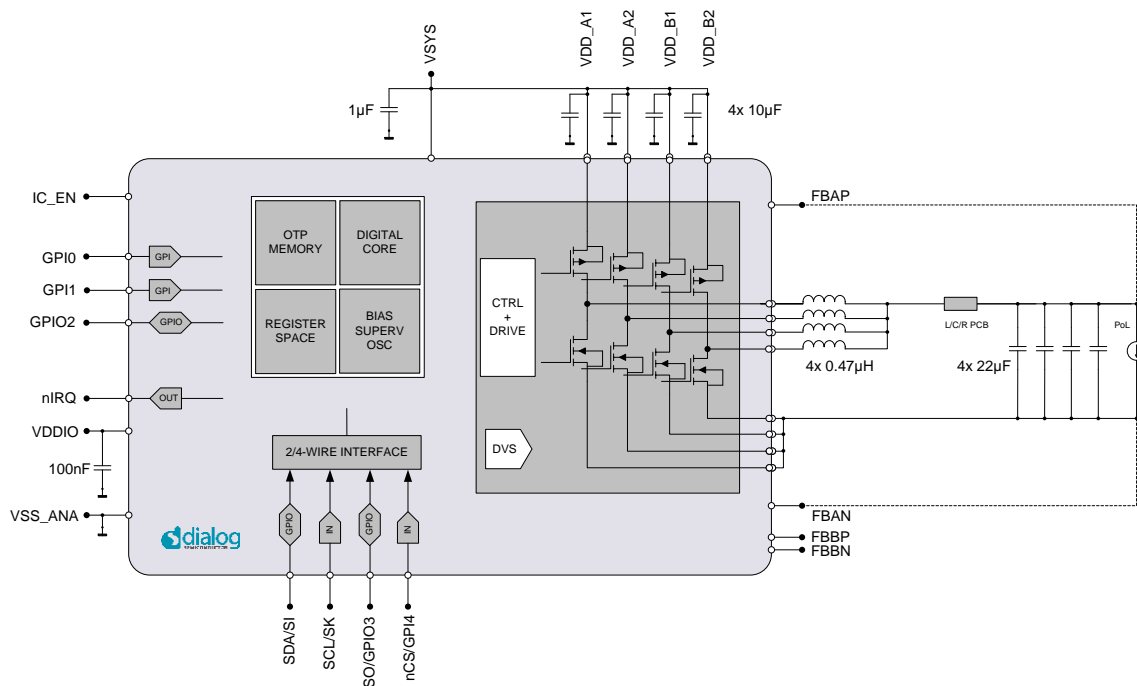 VSYS
VDD_A1
VDD_A2
VDD_B1
VDD_B2
1µF
4x 10µF
IC_EN
GPI0
GPI
GPI1
GPI
GPIO2
GPIO
nIRQ
OUT
VDDIO
100nF
VSS_ANA
OTP
MEMORY
DIGITAL
CORE
REGISTER
SPACE
BIAS
SUPERV
OSC
2/4-WIRE INTERFACE
GPIO
IN
GPIO
IN
SDA/SI
SCL/SK
SO/GPIO3
nCS/GPI4
dialog
SEMICONDUCTOR
CTRL
+
DRIVE
DVS
FBAP
L/C/R PCB
PoL
4x 0.47µH
4x 22µF
FBAN
FBBP
FBBN